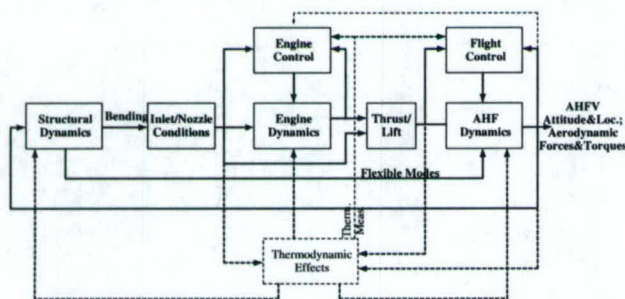 Engine
Control
Flight
Control
Structural
Dynamics
Bending
Inlet/Nozzle
Conditions
Engine
Dynamics
Thrust/
Lift
AHF
Dynamics
AHFV
Attitude&Loc.;
Aerodynamic
Forces&Torques
Flexible Modes
Therm.
Meas.
Thermodynamic
Effects